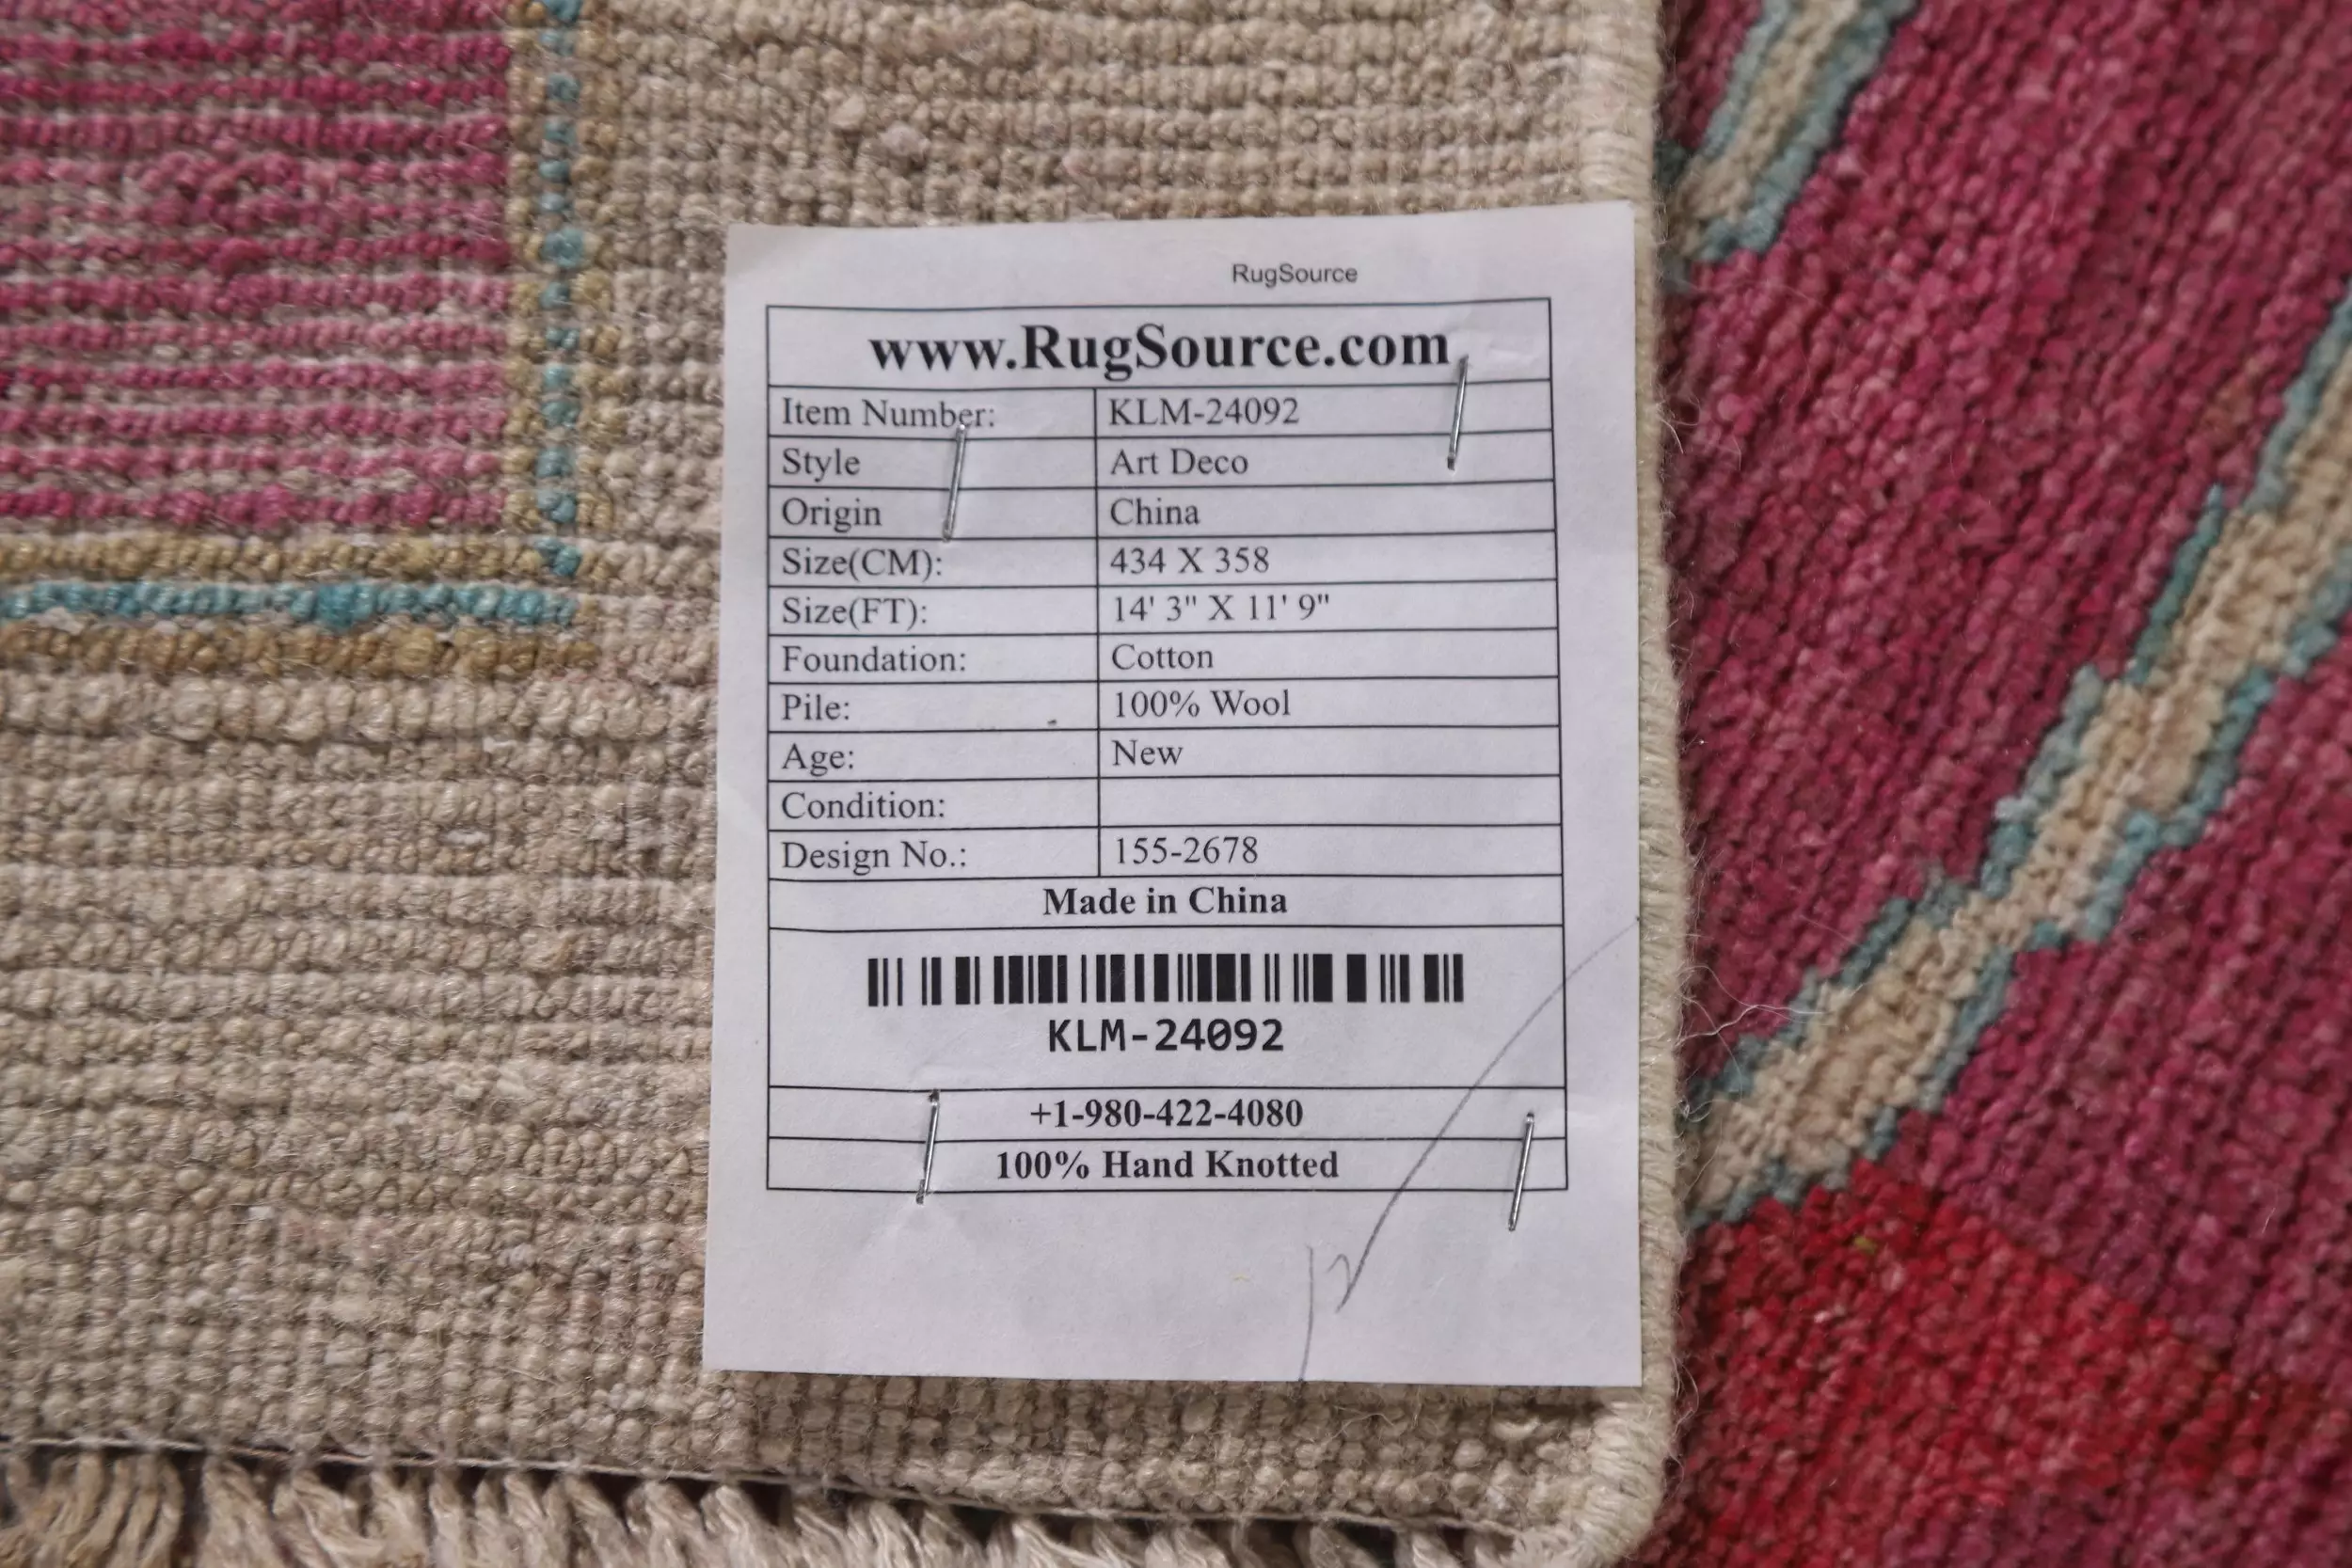 RugSource
www.RugSource.com
Item Number: KLM-24092
Style Art Deco
Origin China
Size(CM): 434 X 358
Size(FT): 14' 3" X 11' 9"
Foundation: Cotton
Pile: 100% Wool
Age: New
Condition:
Design No.: 155-2678
Made in China
KLM-24092
+1-980-422-4080
100% Hand Knotted